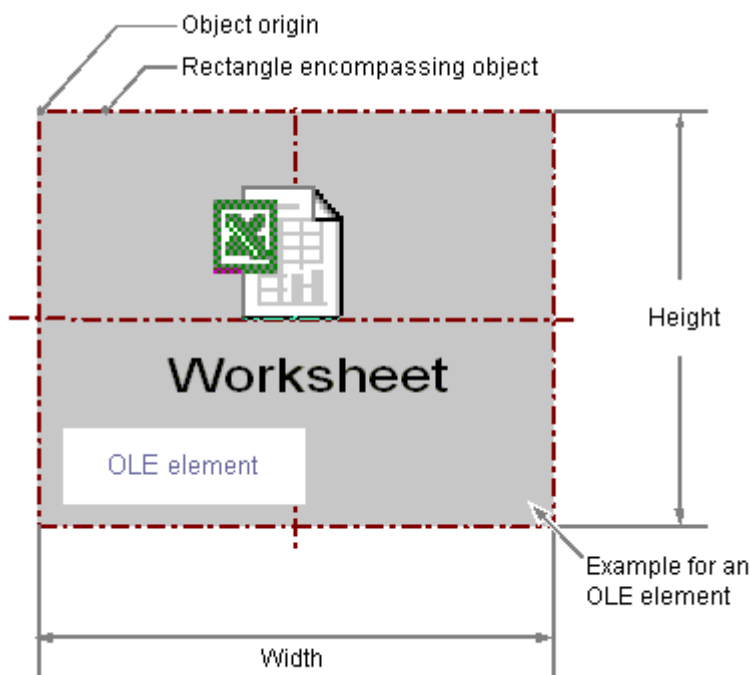 Object origin
Rectangle encompassing object
Height
Worksheet
OLE element
Example for an
OLE element
Width